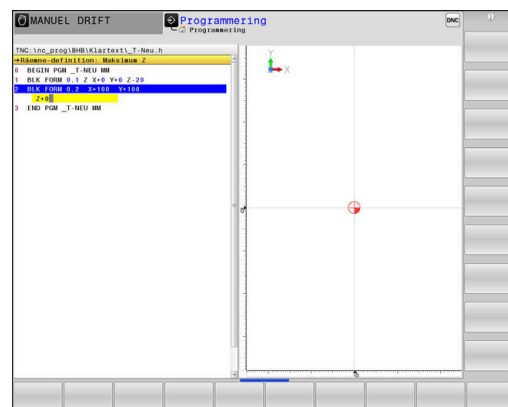 MANUEL DRIFT
Programmering
Programmering
DNC
TNC:\nc_prog\BHB\Klartext\_T-Neu.h
→Råemne-definition: Maksimum Z
0 BEGIN PGM _T-NEU MM
1 BLK FORM 0.1 Z X+0 Y+0 Z-20
2 BLK FORM 0.2 X+100 Y+100
Z+0
3 END PGM _T-NEU MM
Y
X
0
0